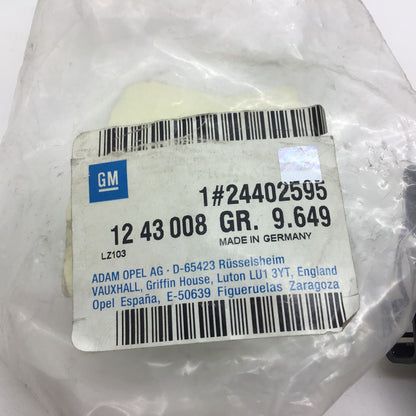 GM
1#24402595
12 43 008 GR. 9.649
LZ103
MADE IN GERMANY
ADAM OPEL AG · D-65423 Rüsselsheim
VAUXHALL, Griffin House, Luton LU1 3YT, England
Opel España, E-50639 Figueruelas Zaragoza